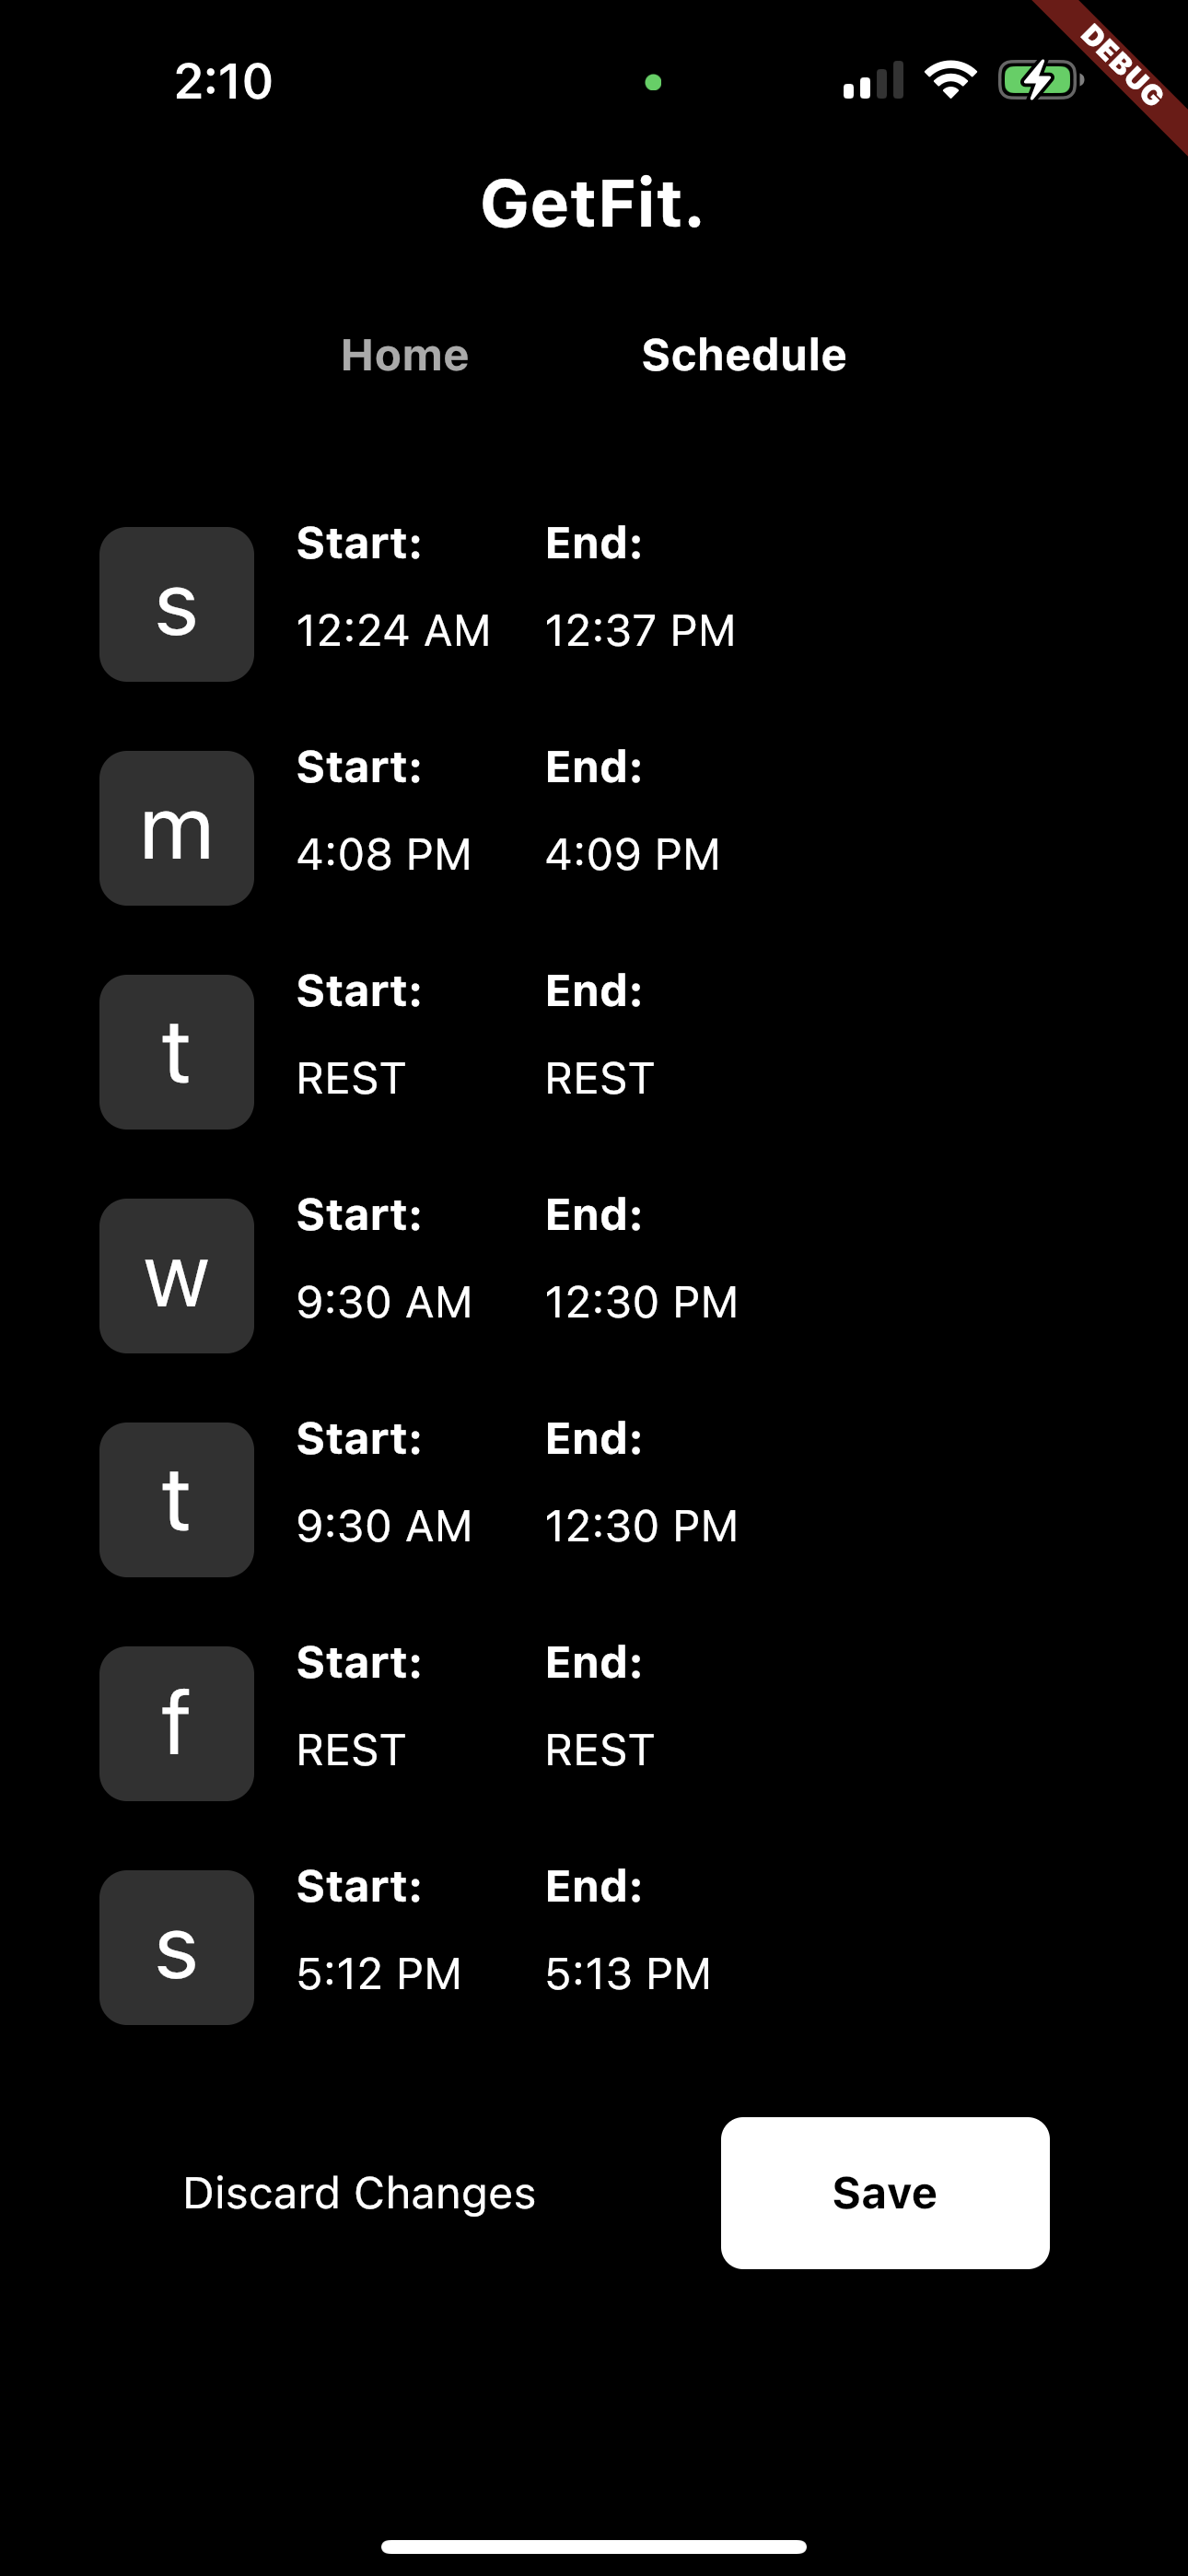 2:10
DEBUG
GetFit.
Home Schedule
s
Start: End:
12:24 AM 12:37 PM
m
Start: End:
4:08 PM 4:09 PM
t
Start: End:
REST REST
w
Start: End:
9:30 AM 12:30 PM
t
Start: End:
9:30 AM 12:30 PM
f
Start: End:
REST REST
s
Start: End:
5:12 PM 5:13 PM
Discard Changes Save